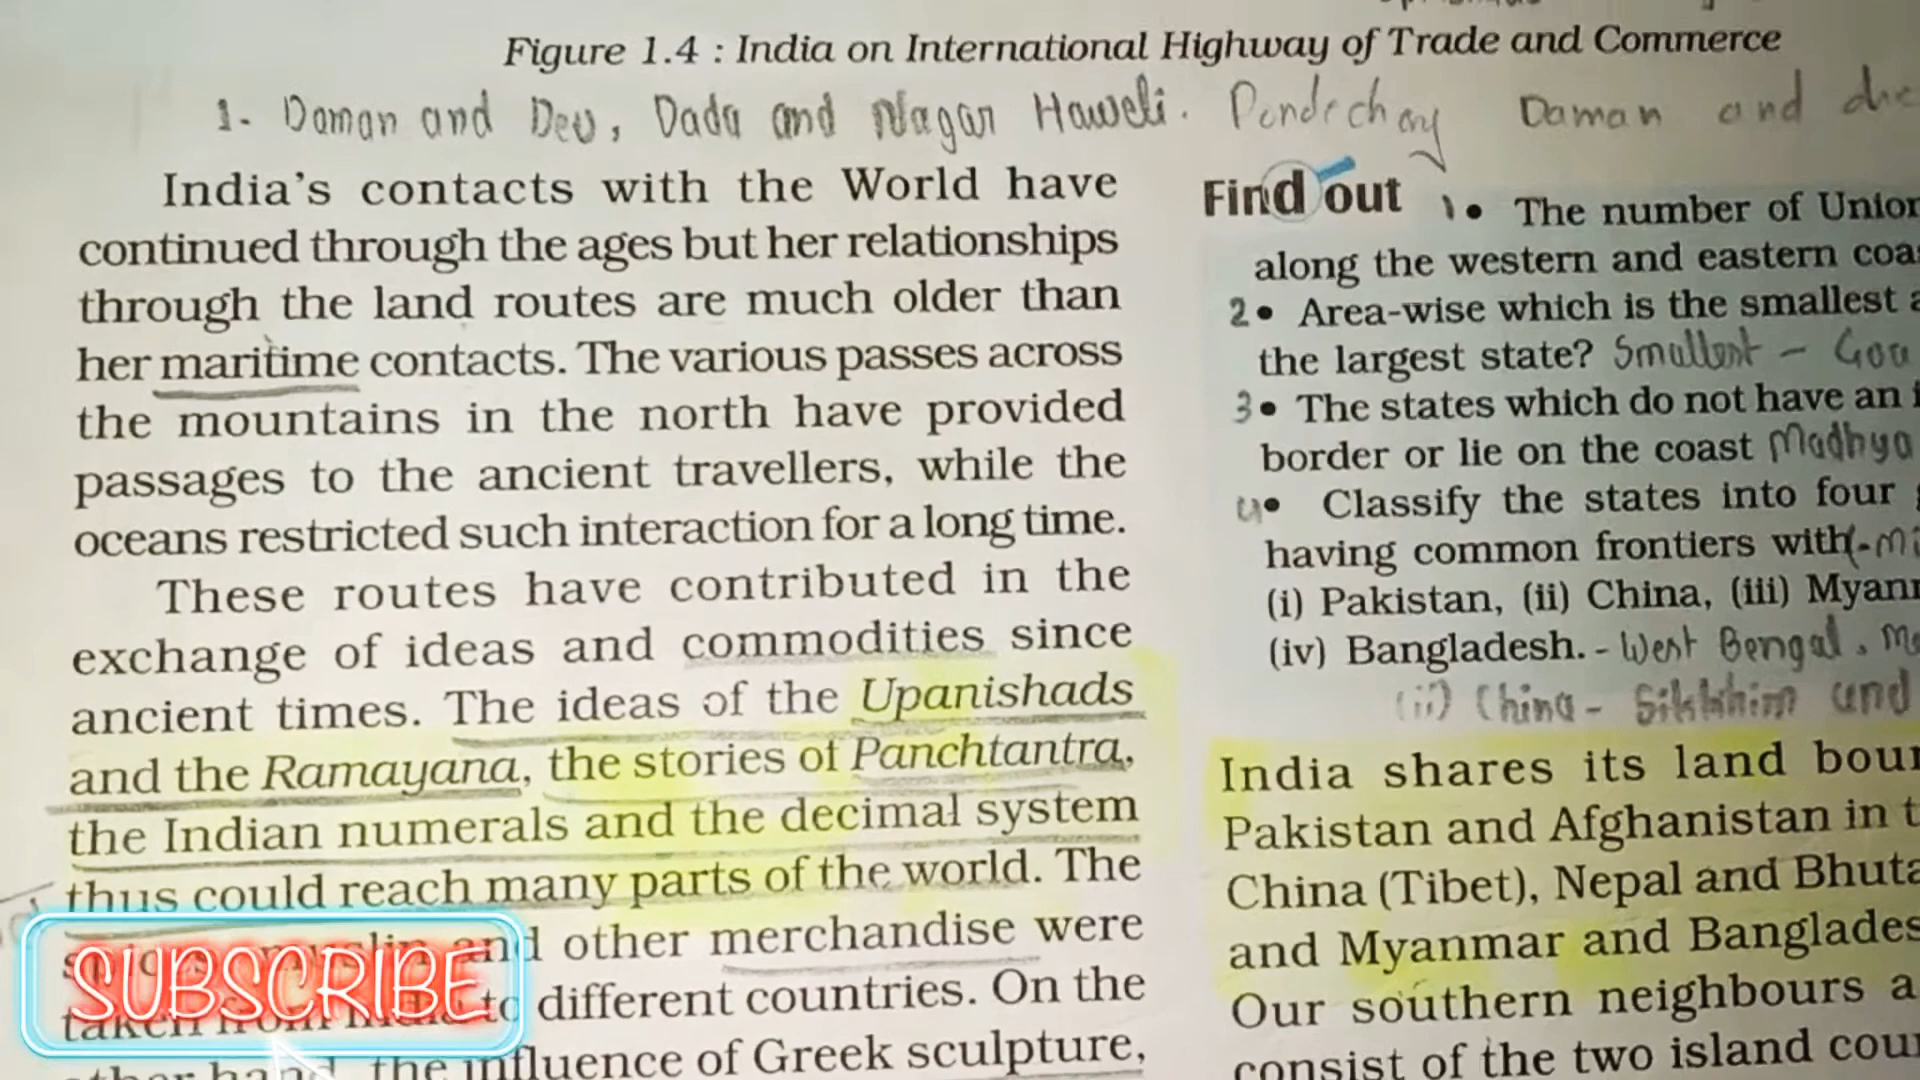 Figure 1.4 : India on International Highway of Trade and Commerce
1. Daman and Dev, Dada and Nagar Haweli. Pondechay Daman and
India's contacts with the World have
continued through the ages but her relationships
through the land routes are much older than
her maritime contacts. The various passes across
the mountains in the north have provided
passages to the ancient travellers, while the
oceans restricted such interaction for a long time.
These routes have contributed in the
exchange of ideas and commodities since
ancient times. The ideas of the Upanishads
and the Ramayana, the stories of Panchtantra,
the Indian numerals and the decimal system
thus could reach many parts of the world. The
and other merchandise were
taken from to different countries. On the
the influence of Greek sculpture,
SUBSCRIBE
Find out 1• The number of Union
along the western and eastern
2• Area-wise which is the smallest
the largest state? Smallest - Goa
3• The states which do not have an
border or lie on the coast Madhya
4• Classify the states into four
having common frontiers with
(i) Pakistan, (ii) China, (iii)
(iv) Bangladesh. - West Bengal.
(ii) China - Sikkhim and
India shares its land
Pakistan and Afghanistan in
China (Tibet), Nepal and
and Myanmar and
Our southern neighbours
consist of the two island